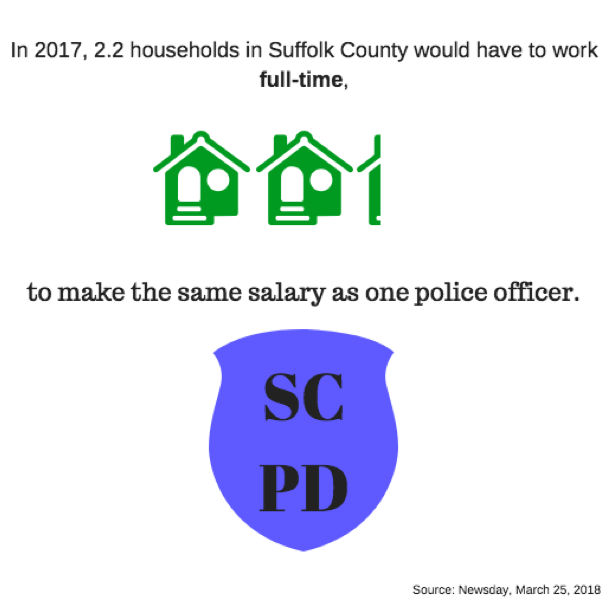 In 2017, 2.2 households in Suffolk County would have to work
full-time,
to make the same salary as one police officer.
SC
PD
Source: Newsday, March 25, 2018